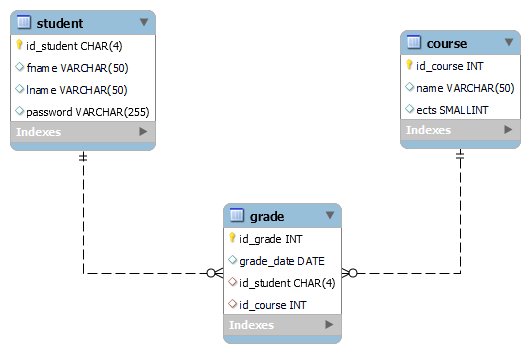 student
id_student CHAR(4)
fname VARCHAR(50)
lname VARCHAR(50)
password VARCHAR(255)
Indexes
course
id_course INT
name VARCHAR(50)
ects SMALLINT
Indexes
grade
id_grade INT
grade_date DATE
id_student CHAR(4)
id_course INT
Indexes